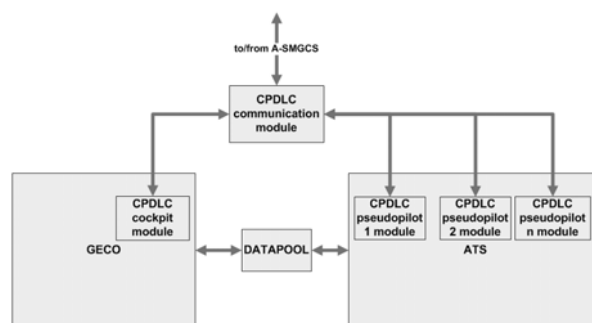 to/from A-SMGCS
CPDLC
communication
module
CPDLC
cockpit
module
GECO
DATAPOOL
CPDLC
pseudopilot
1 module
CPDLC
pseudopilot
2 module
CPDLC
pseudopilot
n module
ATS